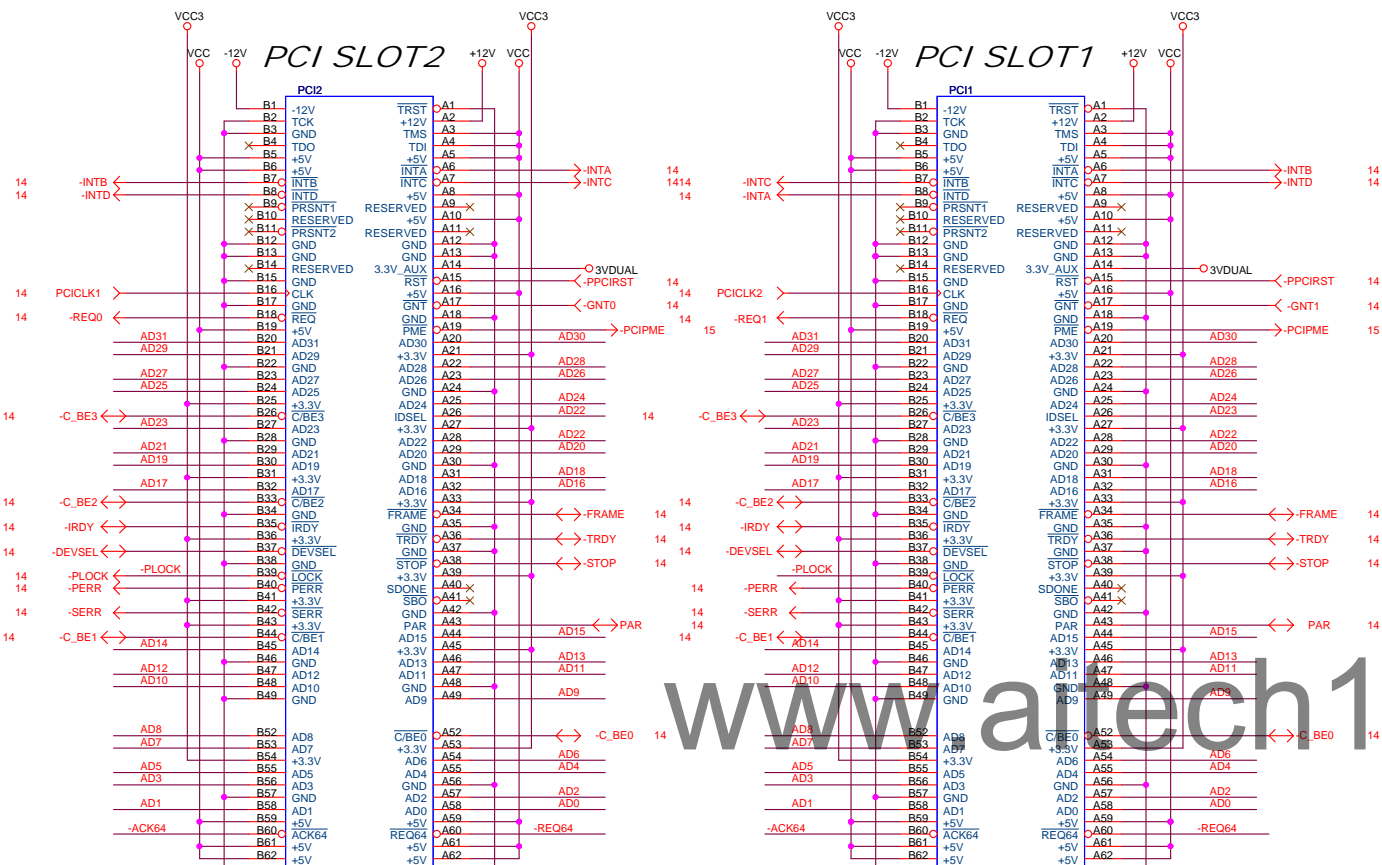 VCC3
VCC -12V PCI SLOT2 +12V VCC
VCC3
PCI2
B1 -12V TRST A1
B2 TCK +12V A2
B3 GND TMS A3
B4 TDO TDI A4
B5 +5V +5V A5
B6 +5V INTA A6 -INTA 14
14 -INTB B7 INTB INTC A7 -INTC 14
14 -INTD B8 INTD +5V A8
B9 PRSNT1 RESERVED A9
B10 RESERVED +5V A10
B11 PRSNT2 RESERVED A11
B12 GND GND A12
B13 GND GND A13
B14 RESERVED 3.3V_AUX A14 3VDUAL
B15 GND RST A15 -PPCIRST 14
14 PCICLK1 B16 CLK +5V A16
B17 GND GNT A17 -GNT0 14
14 -REQ0 B18 REQ GND A18
B19 +5V PME A19 -PCIPME 15
AD31 B20 AD31 AD30 A20 AD30
AD29 B21 AD29 +3.3V A21
B22 GND AD28 A22 AD28
AD27 B23 AD27 AD26 A23 AD26
AD25 B24 AD25 GND A24
B25 +3.3V AD24 A25 AD24
14 -C_BE3 B26 C/BE3 IDSEL A26 AD22
AD23 B27 AD23 +3.3V A27
B28 GND AD22 A28 AD22
AD21 B29 AD21 AD20 A29 AD20
AD19 B30 AD19 GND A30
B31 +3.3V AD18 A31 AD18
AD17 B32 AD17 AD16 A32 AD16
14 -C_BE2 B33 C/BE2 +3.3V A33
B34 GND FRAME A34 -FRAME 14
14 -IRDY B35 IRDY GND A35
B36 +3.3V TRDY A36 -TRDY 14
14 -DEVSEL B37 DEVSEL GND A37
B38 GND STOP A38 -STOP 14
14 -PLOCK -PLOCK B39 LOCK +3.3V A39
14 -PERR B40 PERR SDONE A40
B41 +3.3V SBO A41
14 -SERR B42 SERR GND A42
B43 +3.3V PAR A43 PAR 14
14 -C_BE1 B44 C/BE1 AD15 A44 AD15
AD14 B45 AD14 +3.3V A45
B46 GND AD13 A46 AD13
AD12 B47 AD12 AD11 A47 AD11
AD10 B48 AD10 GND A48
B49 GND AD9 A49 AD9
AD8 B52 AD8 C/BE0 A52 -C_BE0 14
AD7 B53 AD7 +3.3V A53
B54 +3.3V AD6 A54 AD6
AD5 B55 AD5 AD4 A55 AD4
AD3 B56 AD3 GND A56
B57 GND AD2 A57 AD2
AD1 B58 AD1 AD0 A58 AD0
B59 +5V +5V A59
-ACK64 B60 ACK64 REQ64 A60 -REQ64
B61 +5V +5V A61
B62 +5V +5V A62
VCC3
VCC -12V PCI SLOT1 +12V VCC
VCC3
PCI1
B1 -12V TRST A1
B2 TCK +12V A2
B3 GND TMS A3
B4 TDO TDI A4
B5 +5V +5V A5
B6 +5V INTA A6 -INTB 14
14 -INTC B7 INTB INTC A7 -INTD 14
14 -INTA B8 INTD +5V A8
B9 PRSNT1 RESERVED A9
B10 RESERVED +5V A10
B11 PRSNT2 RESERVED A11
B12 GND GND A12
B13 GND GND A13
B14 RESERVED 3.3V_AUX A14 3VDUAL
B15 GND RST A15 -PPCIRST 14
14 PCICLK2 B16 CLK +5V A16
B17 GND GNT A17 -GNT1 14
14 -REQ1 B18 REQ GND A18
B19 +5V PME A19 -PCIPME 15
AD31 B20 AD31 AD30 A20 AD30
AD29 B21 AD29 +3.3V A21
B22 GND AD28 A22 AD28
AD27 B23 AD27 AD26 A23 AD26
AD25 B24 AD25 GND A24
B25 +3.3V AD24 A25 AD24
14 -C_BE3 B26 C/BE3 IDSEL A26 AD23
AD23 B27 AD23 +3.3V A27
B28 GND AD22 A28 AD22
AD21 B29 AD21 AD20 A29 AD20
AD19 B30 AD19 GND A30
B31 +3.3V AD18 A31 AD18
AD17 B32 AD17 AD16 A32 AD16
14 -C_BE2 B33 C/BE2 +3.3V A33
B34 GND FRAME A34 -FRAME 14
14 -IRDY B35 IRDY GND A35
B36 +3.3V TRDY A36 -TRDY 14
14 -DEVSEL B37 DEVSEL GND A37
B38 GND STOP A38 -STOP 14
-PLOCK B39 LOCK +3.3V A39
14 -PERR B40 PERR SDONE A40
B41 +3.3V SBO A41
14 -SERR B42 SERR GND A42
B43 +3.3V PAR A43 PAR 14
14 -C_BE1 B44 C/BE1 AD15 A44 AD15
AD14 B45 AD14 +3.3V A45
B46 GND AD13 A46 AD13
AD12 B47 AD12 AD11 A47 AD11
AD10 B48 AD10 GND A48
B49 GND AD9 A49 AD9
AD8 B52 AD8 C/BE0 A52 -C_BE0 14
AD7 B53 AD7 +3.3V A53
B54 +3.3V AD6 A54 AD6
AD5 B55 AD5 AD4 A55 AD4
AD3 B56 AD3 GND A56
B57 GND AD2 A57 AD2
AD1 B58 AD1 AD0 A58 AD0
B59 +5V +5V A59
-ACK64 B60 ACK64 REQ64 A60 -REQ64
B61 +5V +5V A61
B62 +5V +5V A62
www.aitech1